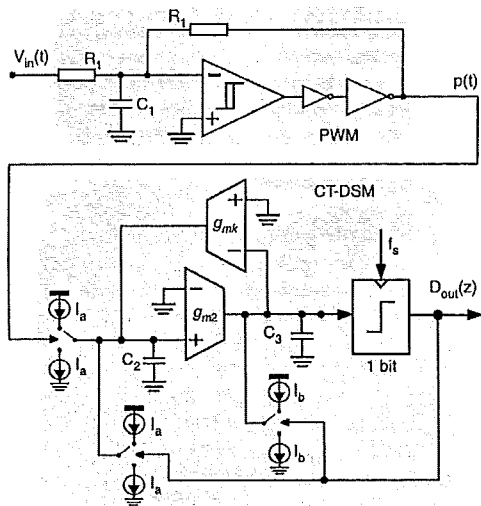 R1
Vin(t)
R1
C1
−
+
PWM
p(t)
CT-DSM
gmk
+
−
fs
Ia
Ia
−
gm2
+
C2
C3
Dout(z)
1 bit
Ib
Ib
Ia
Ia